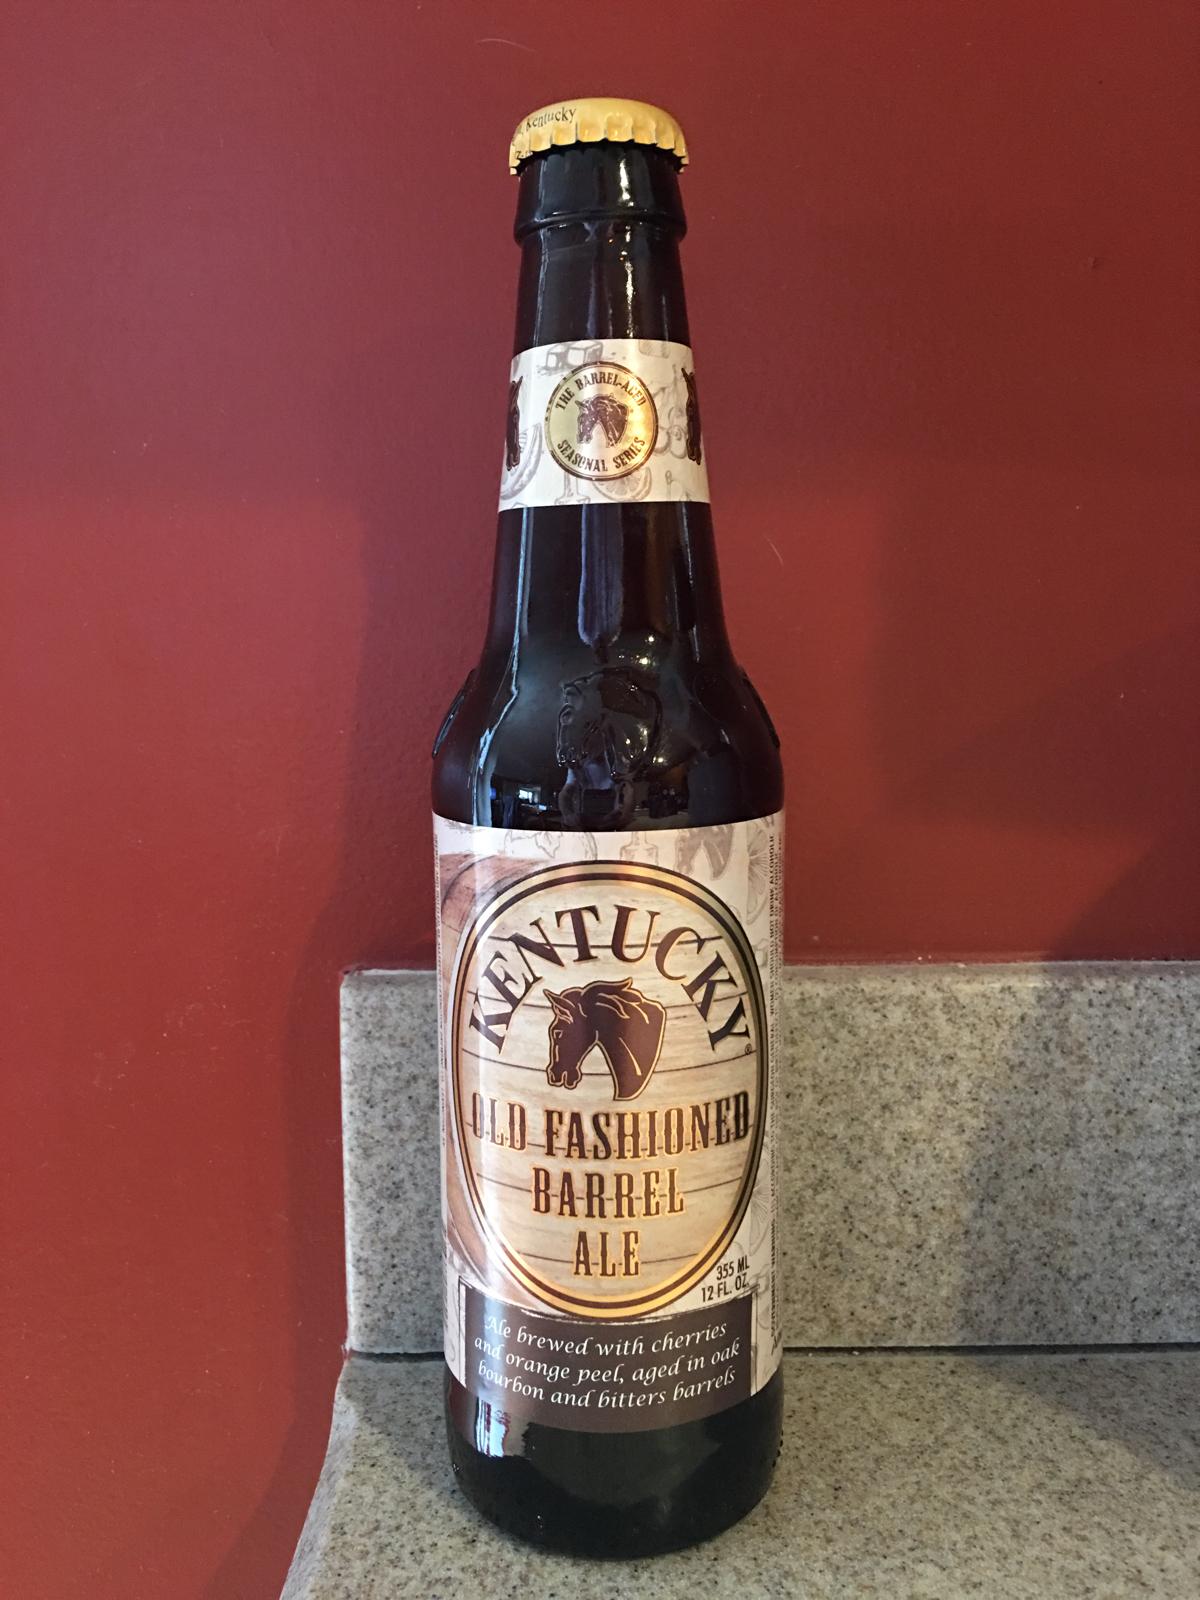 Kentucky
THE BARREL-AGED
SEASONAL SERIES
KENTUCKY®
OLD FASHIONED
BARREL
ALE
355 ML
12 FL. OZ.
Ale brewed with cherries
and orange peel, aged in oak
bourbon and bitters barrels